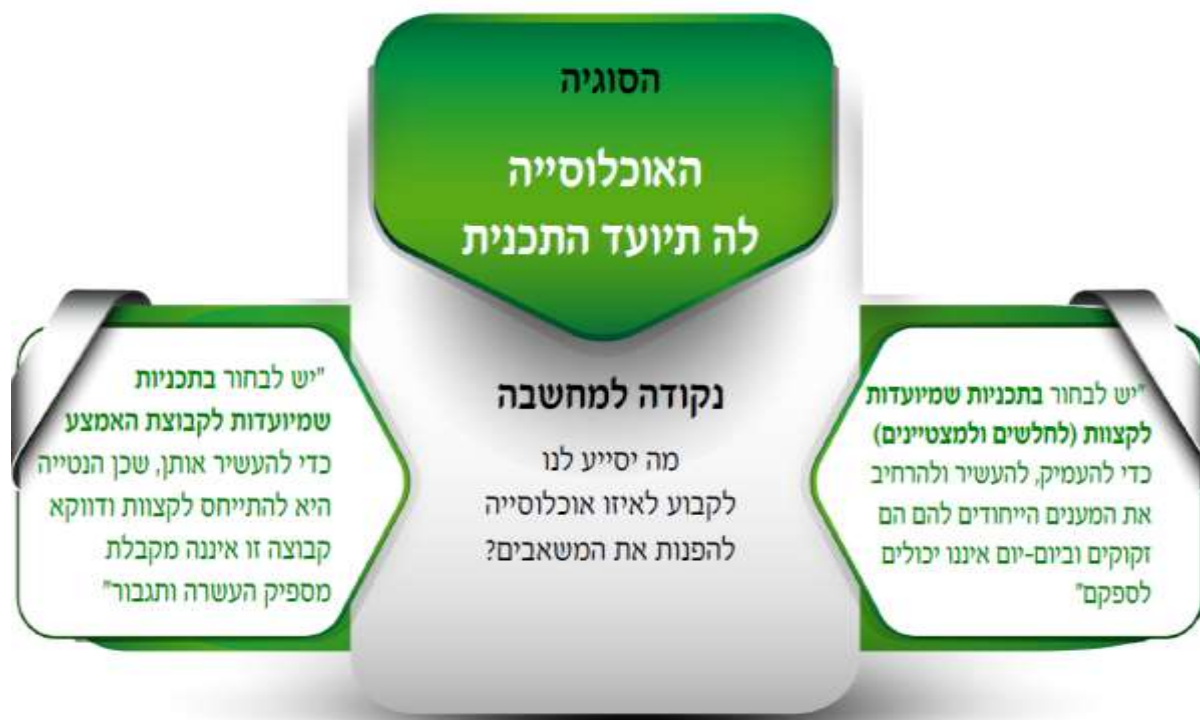 הסוגיה
האוכלוסייה
לה תיועד התכנית
"יש לבחור בתכניות שמיועדות
לקצוות (לחלשים ולמצטיינים)
כדי להעמיק, להעשיר ולהרחיב
את המענים הייחודים להם הם
זקוקים וביום-יום איננו יכולים
לספקם"
נקודה למחשבה
מה יסייע לנו
לקבוע לאיזו אוכלוסייה
להפנות את המשאבים?
"יש לבחור בתכניות
שמיועדות לקבוצת האמצע
כדי להעשיר אותן, שכן הנטייה
היא להתייחס לקצוות ודווקא
קבוצה זו איננה מקבלת
מספיק העשרה ותגבור"